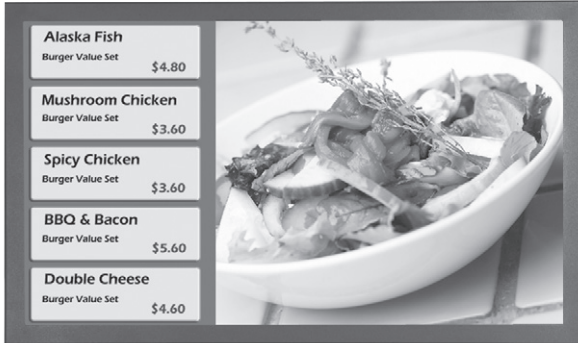 Alaska Fish
Burger Value Set
$4.80
Mushroom Chicken
Burger Value Set
$3.60
Spicy Chicken
Burger Value Set
$3.60
BBQ & Bacon
Burger Value Set
$5.60
Double Cheese
Burger Value Set
$4.60